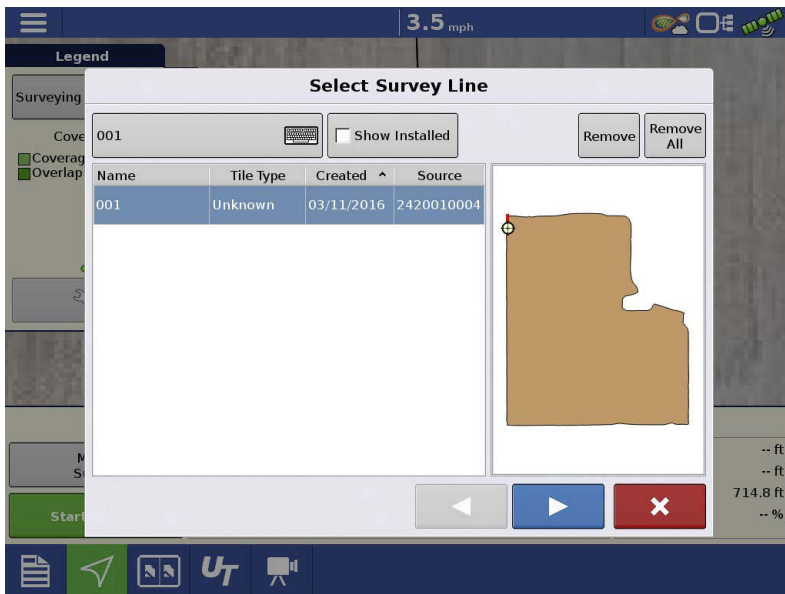 3.5 mph
Legend
Select Survey Line
Surveying
001
Show Installed
Remove
Remove All
Cove
Coverag
Overlap
Name Tile Type Created Source
001 Unknown 03/11/2016 2420010004
M
S
Start
-- ft
-- ft
714.8 ft
-- %
UT